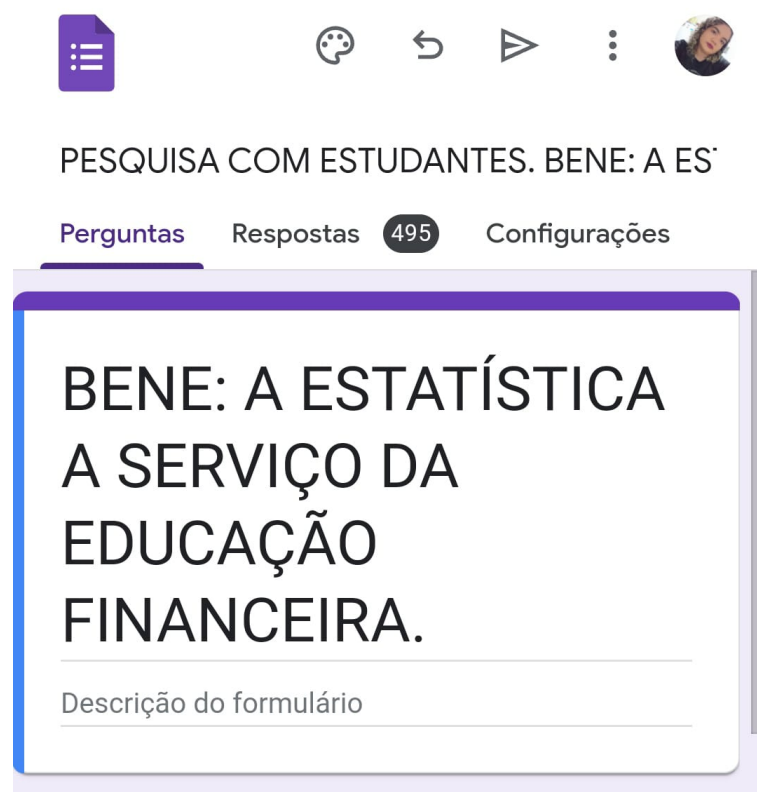 PESQUISA COM ESTUDANTES. BENE: A ES
Perguntas Respostas 495 Configurações
BENE: A ESTATÍSTICA
A SERVIÇO DA
EDUCAÇÃO
FINANCEIRA.
Descrição do formulário